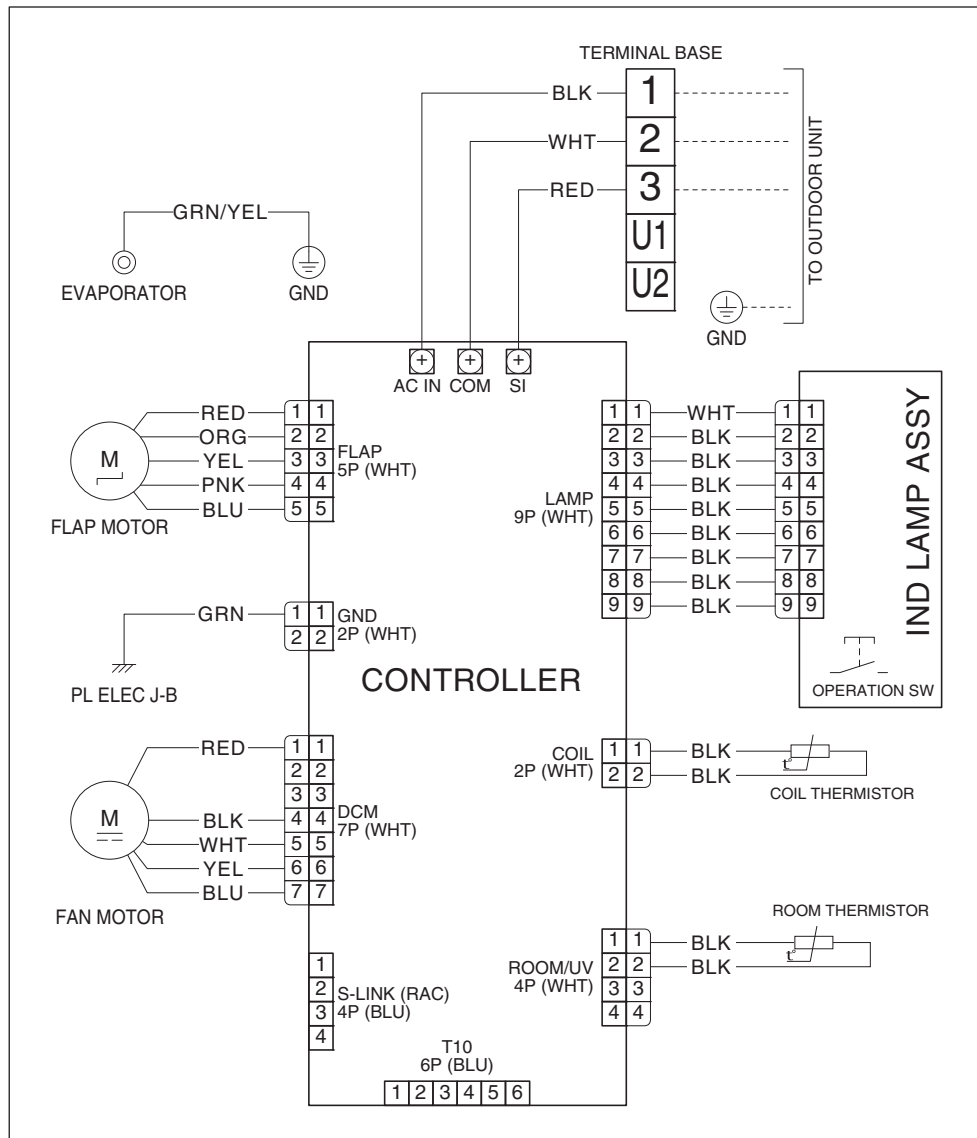 TERMINAL BASE
BLK 1
WHT 2
RED 3
U1
U2
TO OUTDOOR UNIT
GND
GRN/YEL
EVAPORATOR
GND
AC IN COM SI
RED 1 1
ORG 2 2
YEL 3 3
PNK 4 4
BLU 5 5
FLAP
5P (WHT)
M
FLAP MOTOR
LAMP
9P (WHT)
1 1 WHT 1 1
2 2 BLK 2 2
3 3 BLK 3 3
4 4 BLK 4 4
5 5 BLK 5 5
6 6 BLK 6 6
7 7 BLK 7 7
8 8 BLK 8 8
9 9 BLK 9 9
IND LAMP ASSY
OPERATION SW
GRN 1 1
2 2
GND
2P (WHT)
PL ELEC J-B
CONTROLLER
RED 1 1
2 2
3 3
BLK 4 4
WHT 5 5
YEL 6 6
BLU 7 7
DCM
7P (WHT)
M
FAN MOTOR
COIL
2P (WHT)
1 1 BLK
2 2 BLK
t°
COIL THERMISTOR
ROOM THERMISTOR
ROOM/UV
4P (WHT)
1 1 BLK
2 2 BLK
3 3
4 4
t°
1
2
3
4
S-LINK (RAC)
4P (BLU)
T10
6P (BLU)
1 2 3 4 5 6